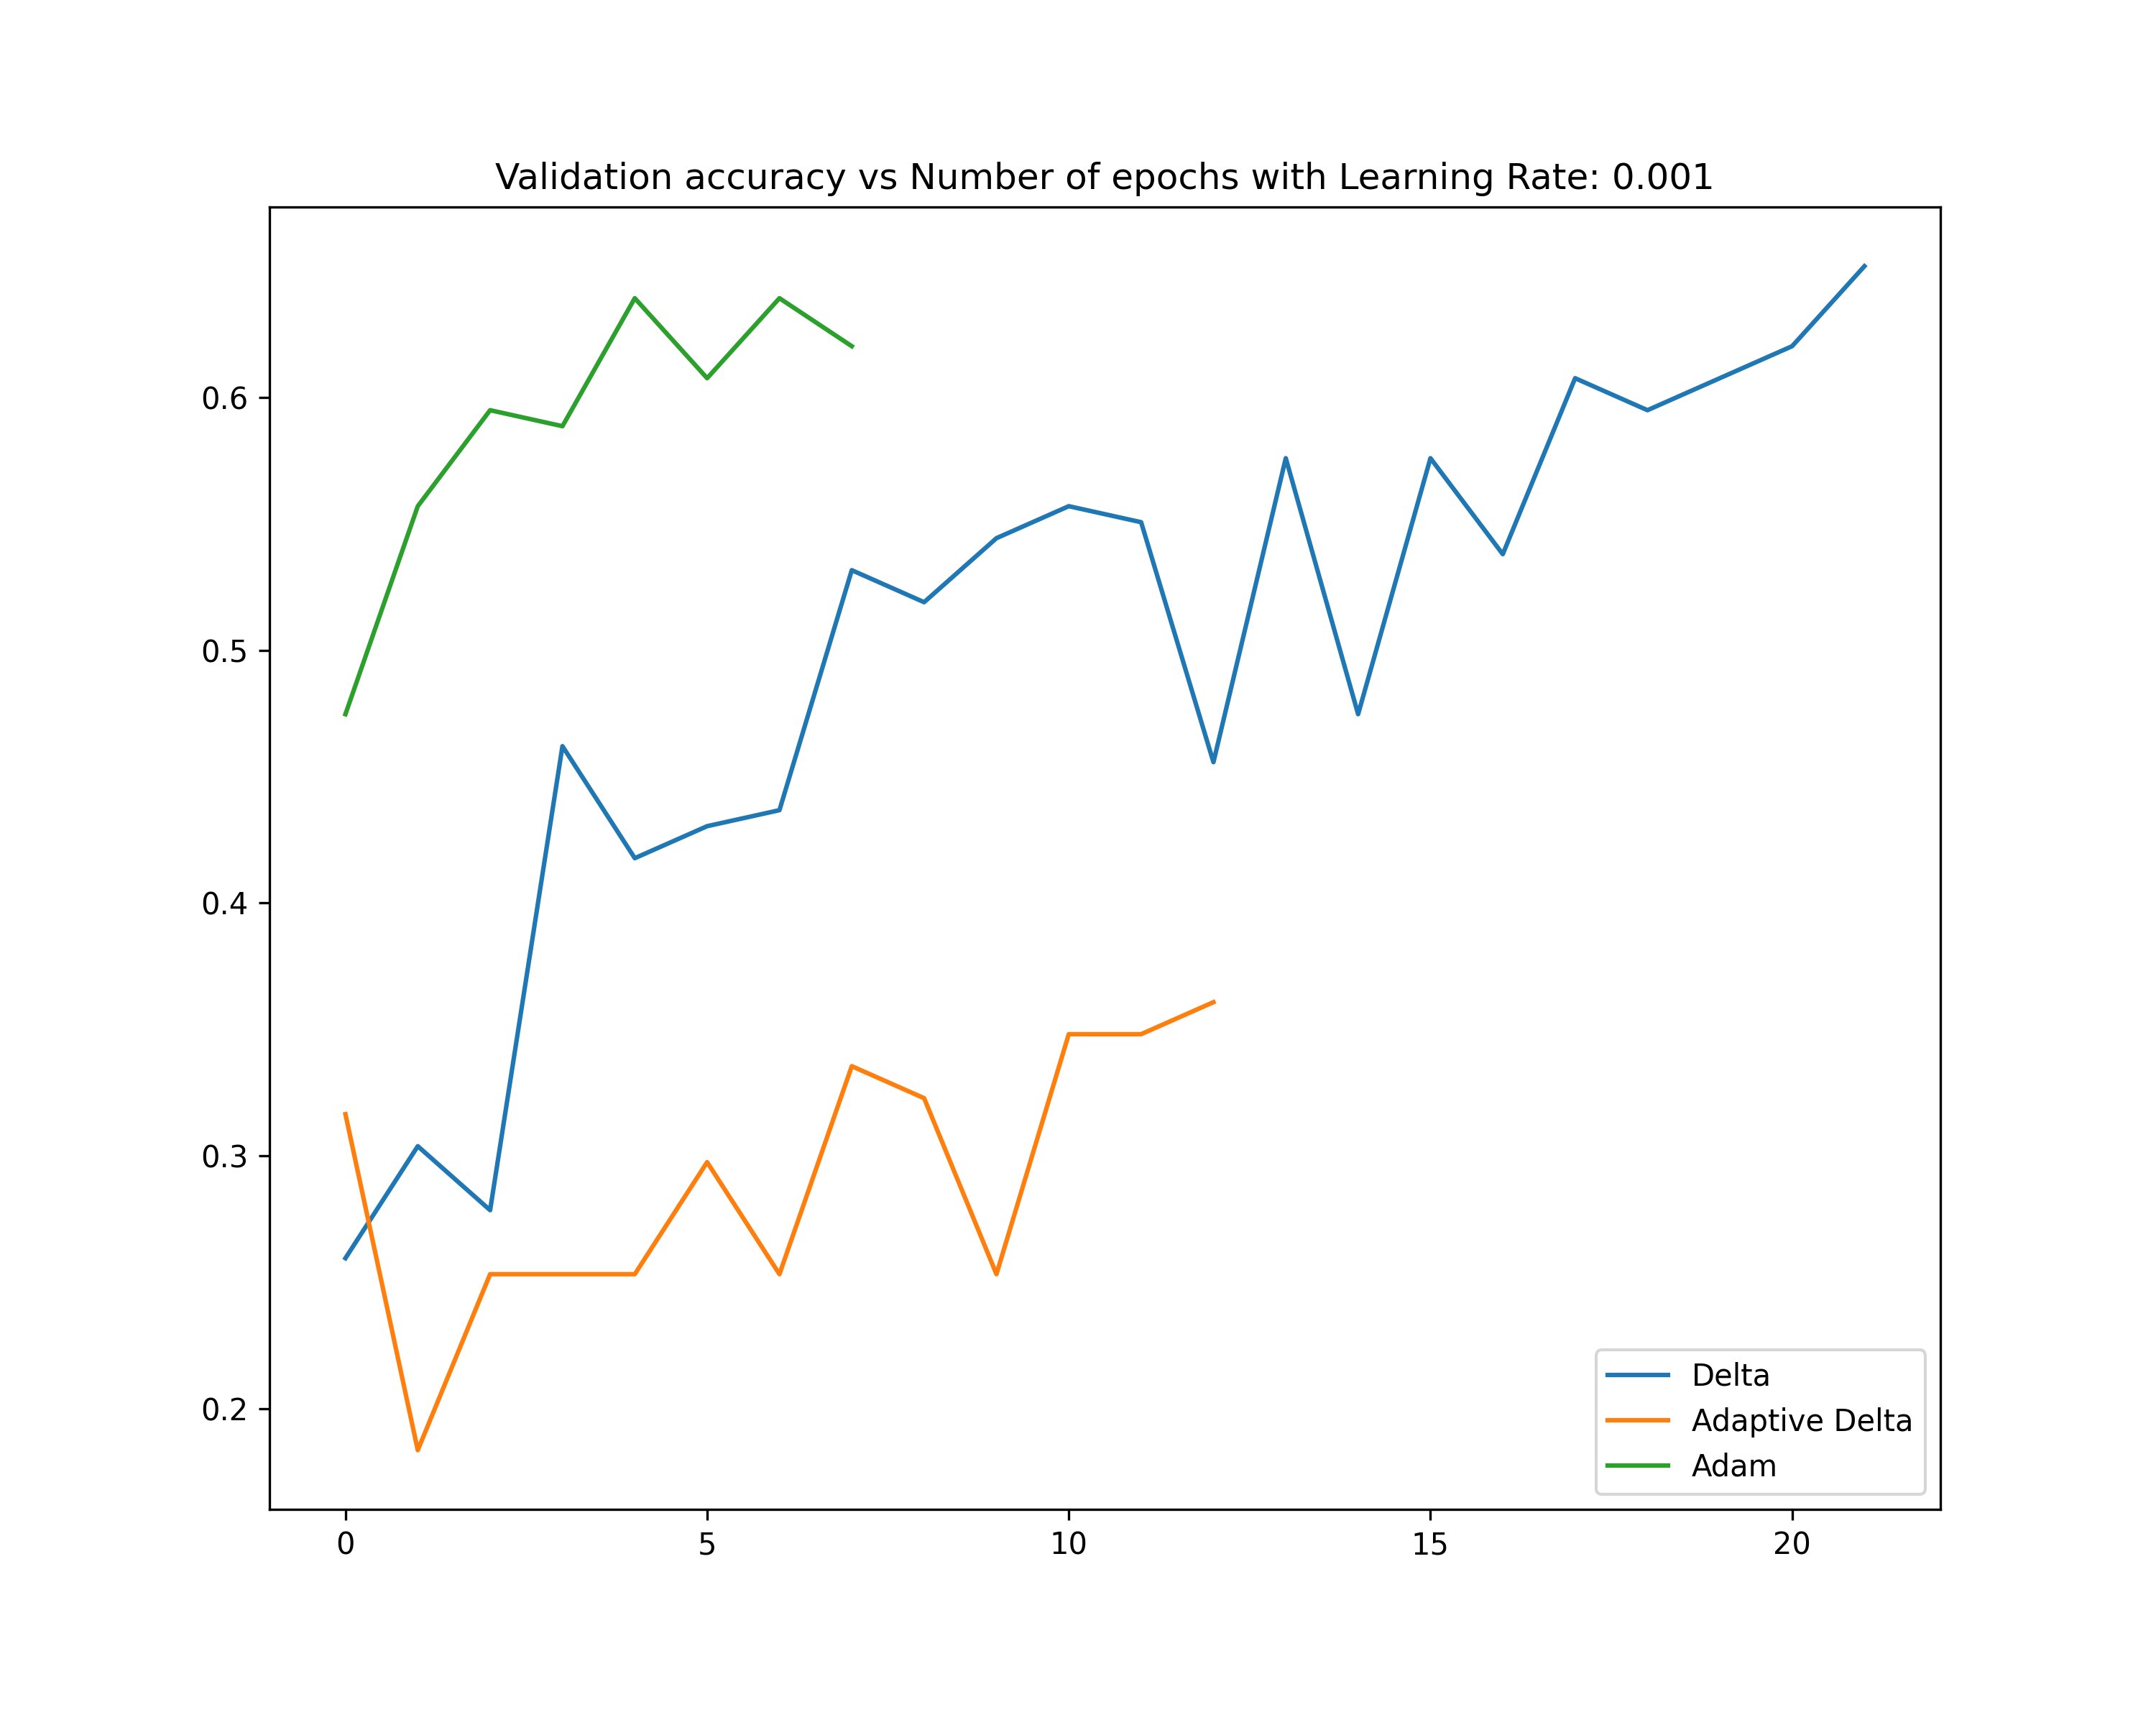 Validation accuracy vs Number of epochs with Learning Rate: 0.001
0.6
0.5
0.4
0.3
0.2
0 5 10 15 20
Delta
Adaptive Delta
Adam